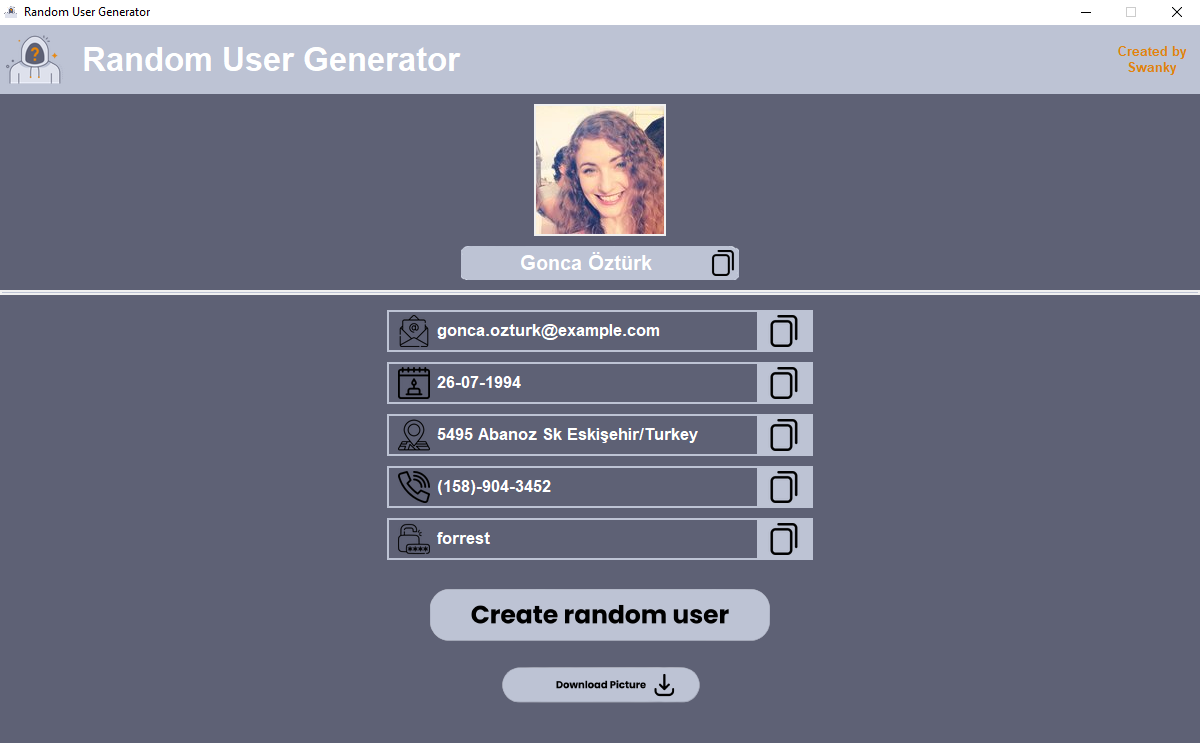 Random User Generator
Random User Generator
Created by
Swanky
Gonca Öztürk
gonca.ozturk@example.com
26-07-1994
5495 Abanoz Sk Eskişehir/Turkey
(158)-904-3452
forrest
Create random user
Download Picture